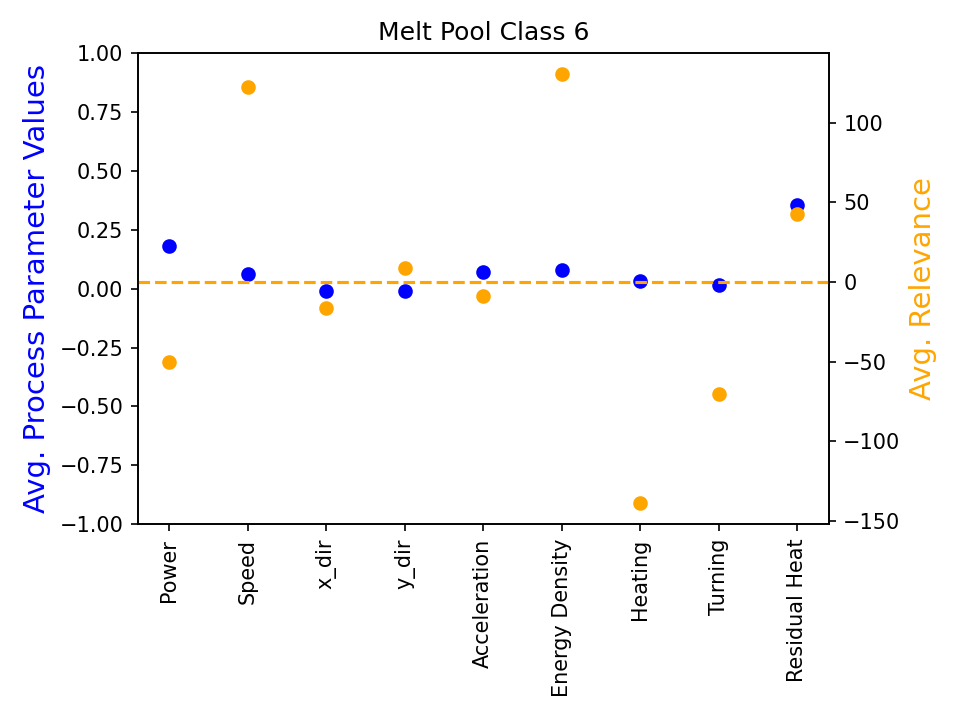 Melt Pool Class 6
Avg. Process Parameter Values
1.00
0.75
0.50
0.25
0.00
−0.25
−0.50
−0.75
−1.00
100
50
0
−50
−100
−150
Avg. Relevance
Power
Speed
x_dir
y_dir
Acceleration
Energy Density
Heating
Turning
Residual Heat